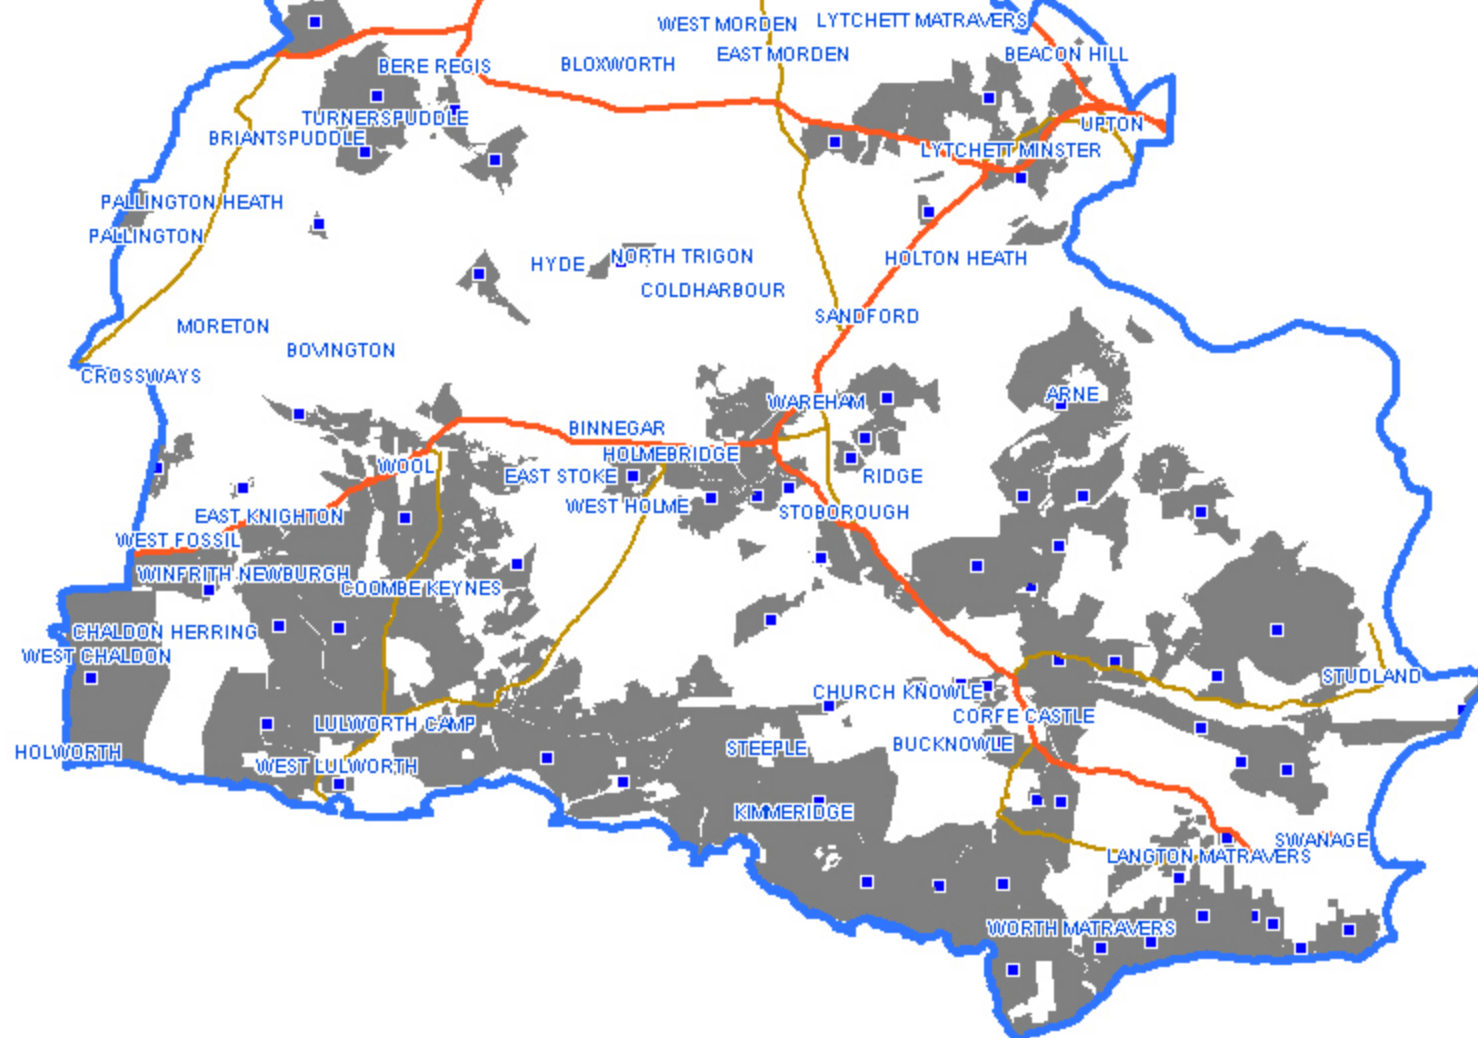 WEST MORDEN
LYTCHETT MATRAVERS
EAST MORDEN
BEACON HILL
BERE REGIS
BLOXWORTH
TURNERSPUDDLE
UPTON
BRIANTSPUDDLE
LYTCHETT MINSTER
PALLINGTON HEATH
PALLINGTON
HYDE
NORTH TRIGON
HOLTON HEATH
COLDHARBOUR
SANDFORD
MORETON
BOVINGTON
CROSSWAYS
ARNE
WAREHAM
BINNEGAR
HOLMEBRIDGE
WOOL
EAST STOKE
RIDGE
WEST HOLME
STOBOROUGH
EAST KNIGHTON
WEST FOSSIL
WINFRITH NEWBURGH
COOMBE KEYNES
CHALDON HERRING
WEST CHALDON
STUDLAND
CHURCH KNOWLE
CORFE CASTLE
LULWORTH CAMP
BUCKNOWLE
STEEPLE
HOLWORTH
WEST LULWORTH
KIMMERIDGE
SWANAGE
LANGTON MATRAVERS
WORTH MATRAVERS